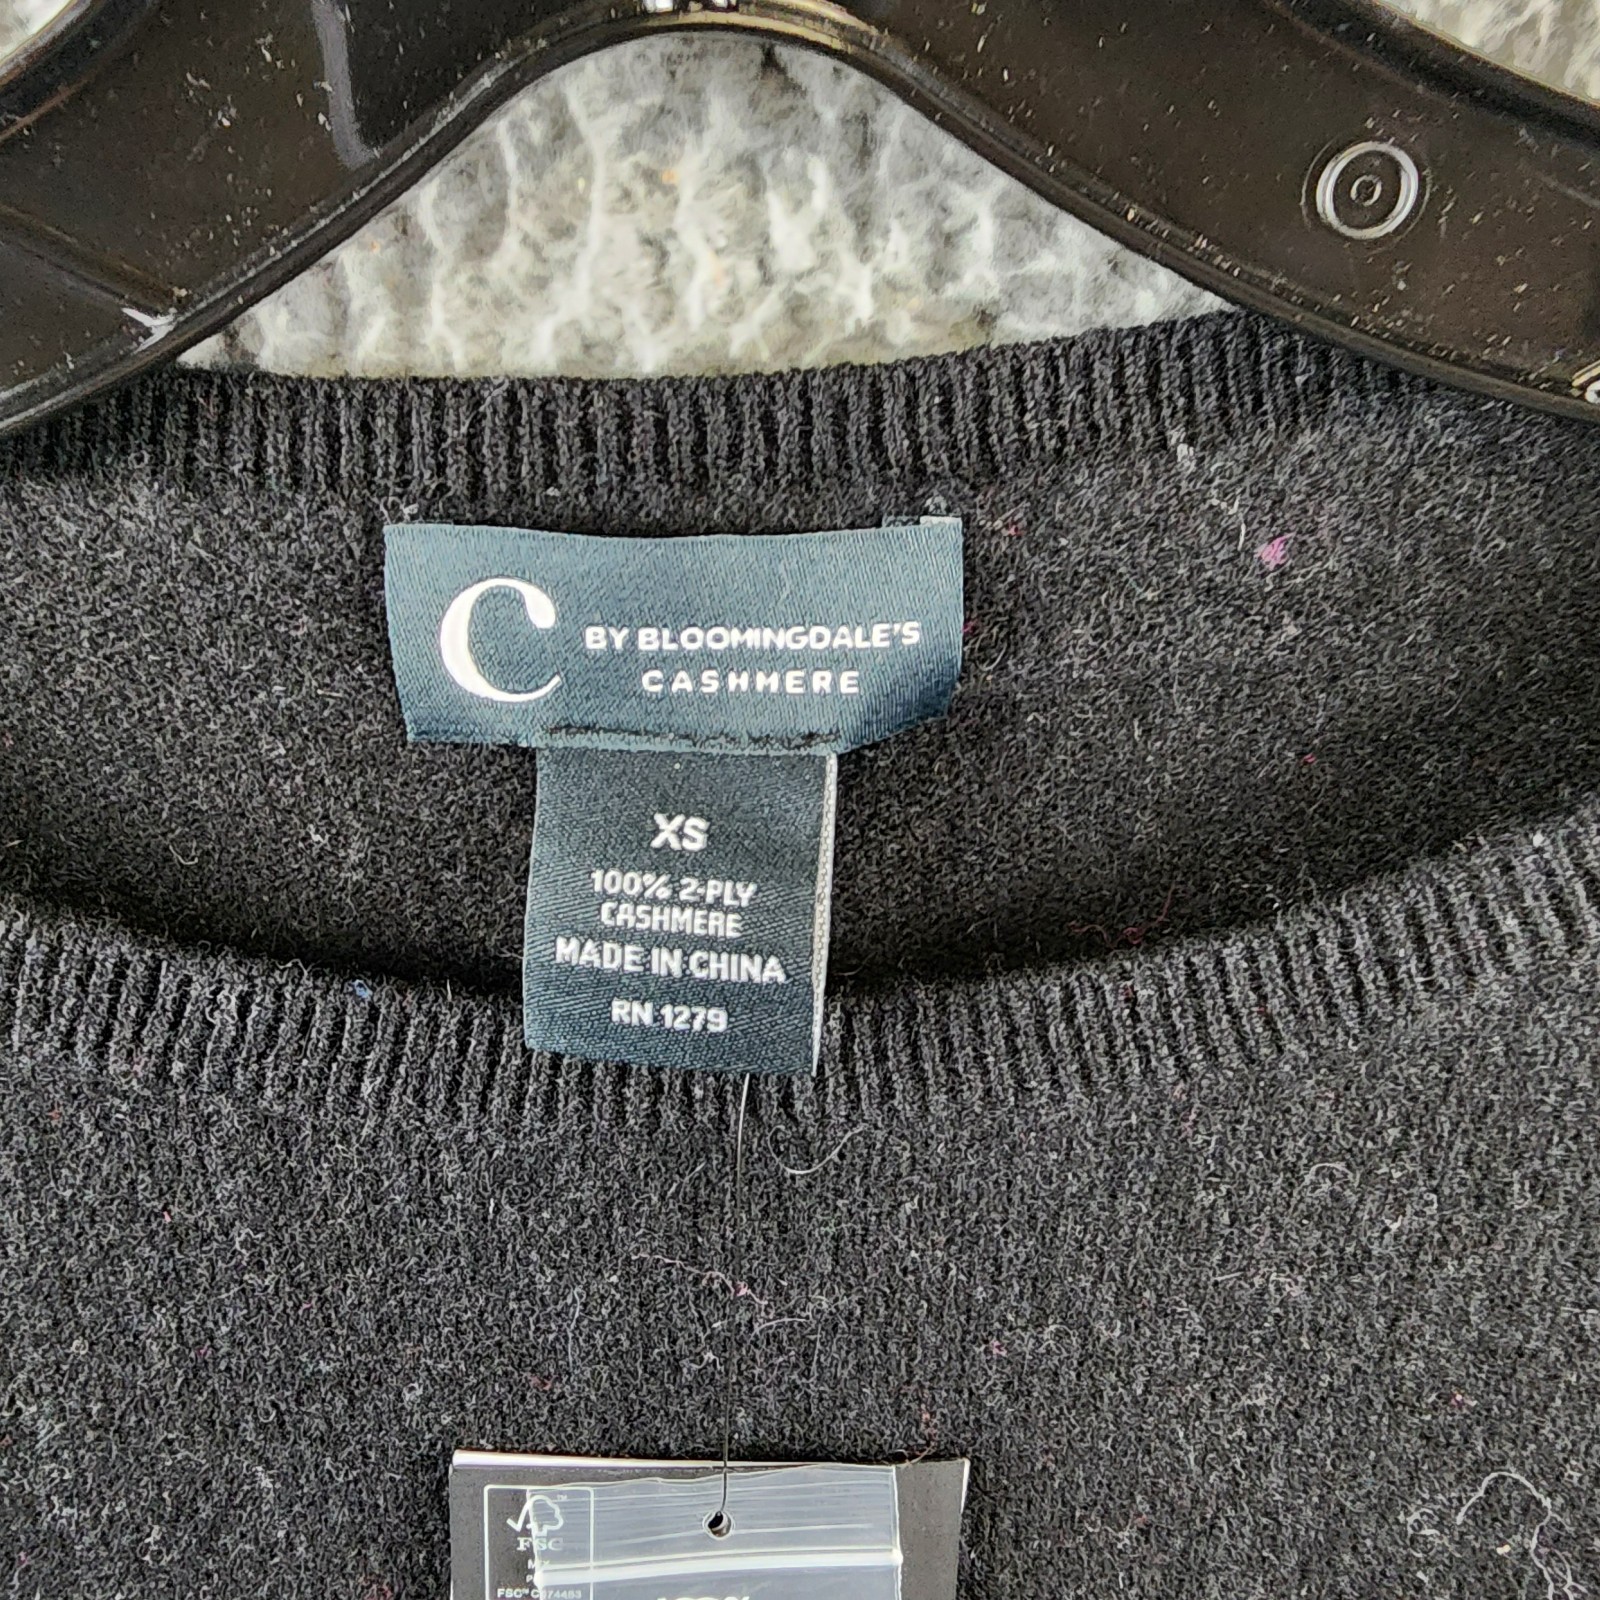 C BY BLOOMINGDALE'S
CASHMERE
XS
100% 2-PLY
CASHMERE
MADE IN CHINA
RN 1279
FSC